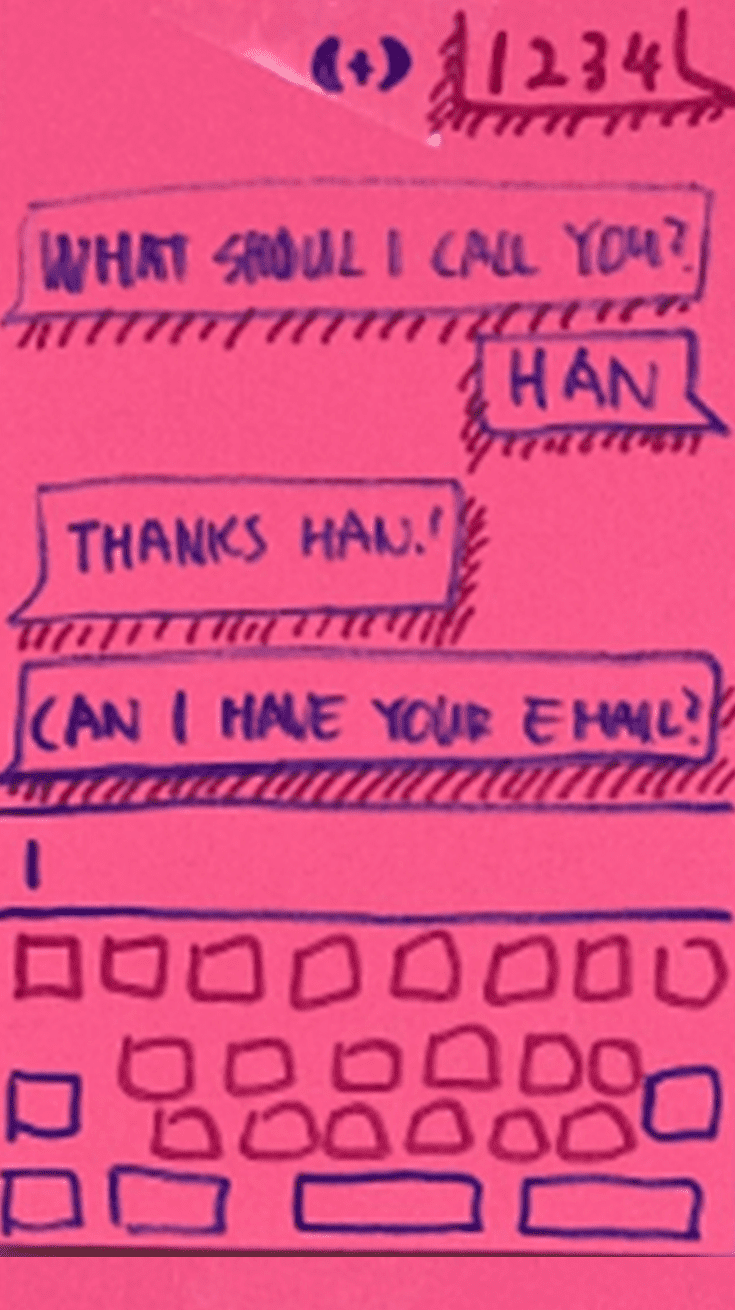 (+) 1234
WHAT SHOUL I CALL YOU?
HAN
THANKS HAN!
CAN I HAVE YOUR EMAIL?